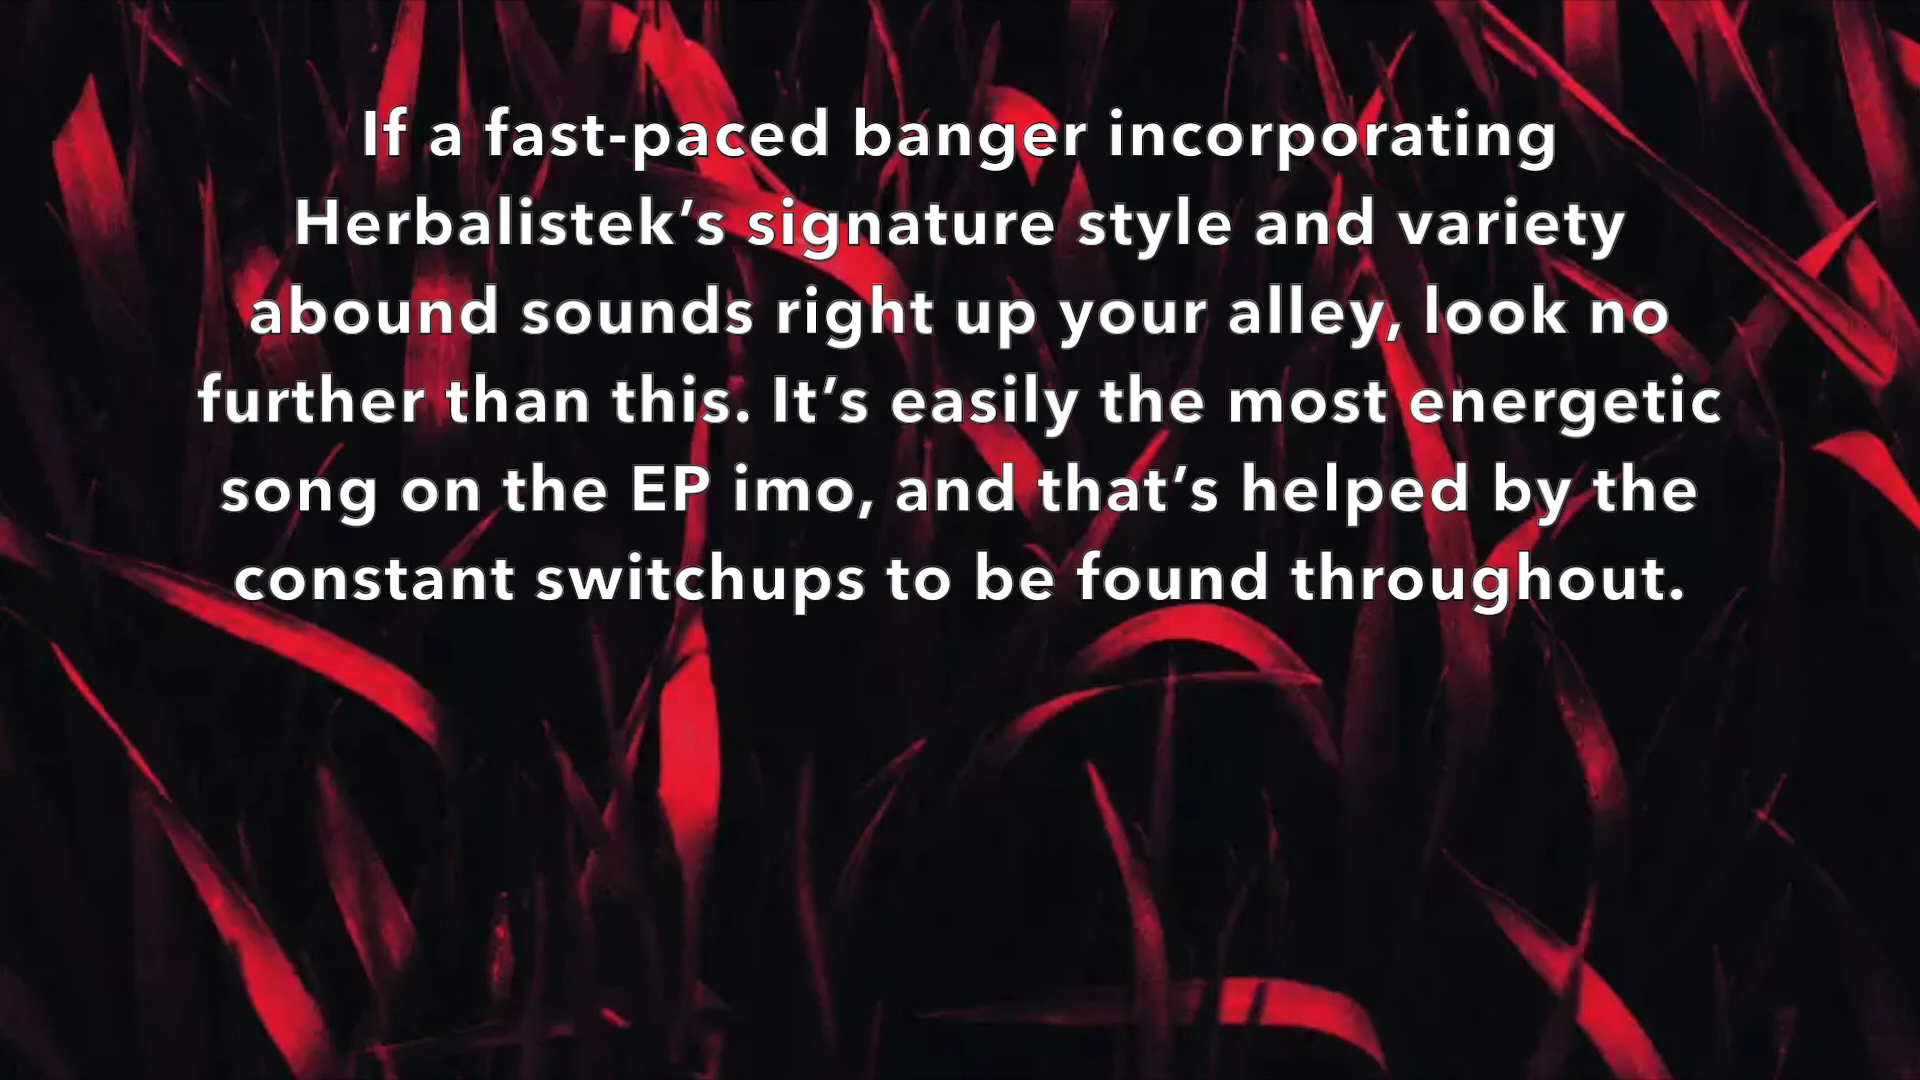 If a fast-paced banger incorporating
Herbalistek’s signature style and variety
abound sounds right up your alley, look no
further than this. It’s easily the most energetic
song on the EP imo, and that’s helped by the
constant switchups to be found throughout.